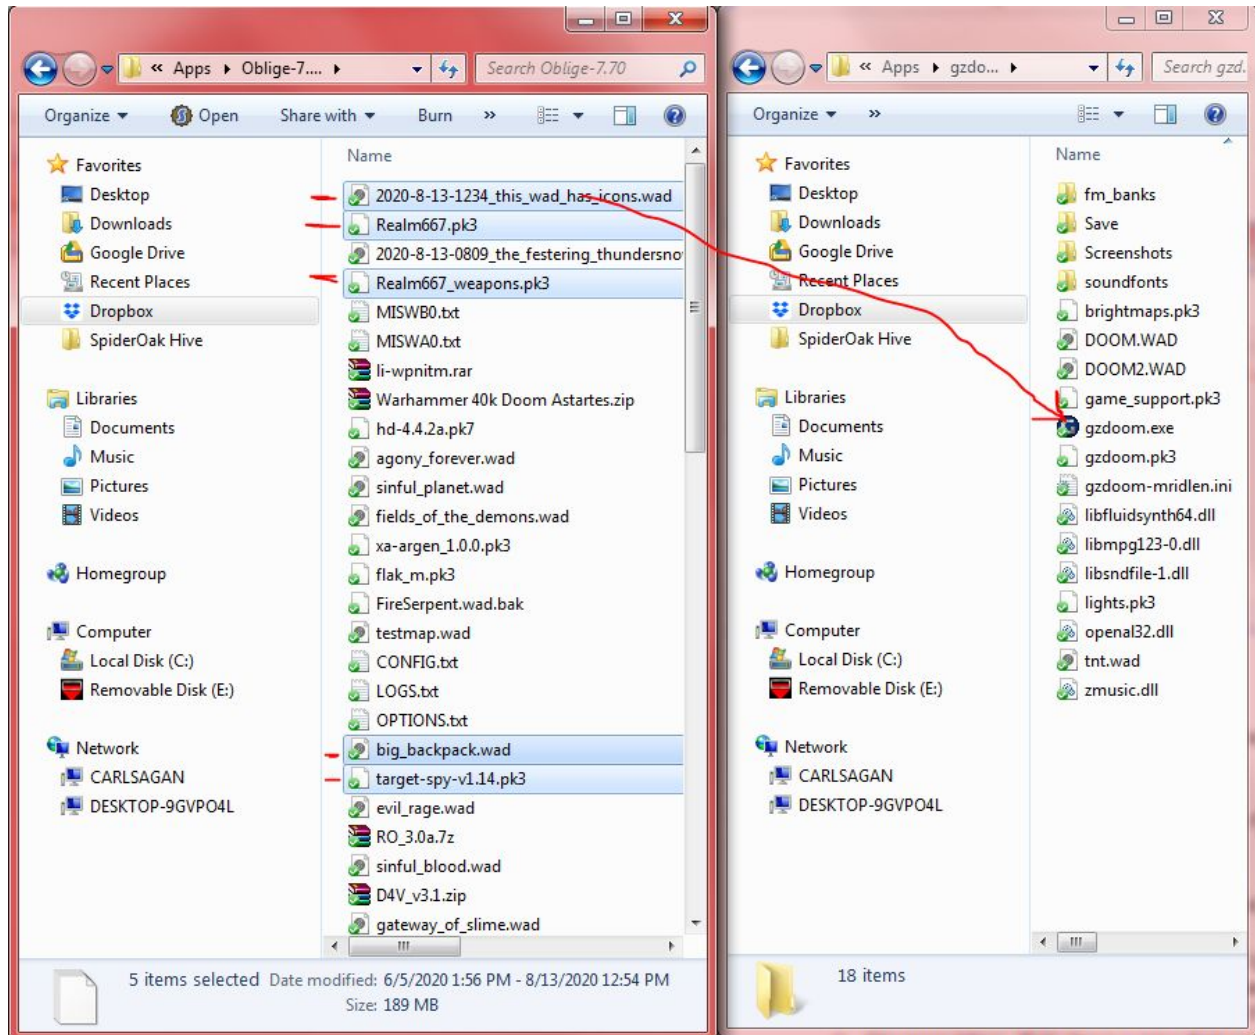 « Apps ▸ Oblige-7.... ▸
Search Oblige-7.70
Organize
Open
Share with
Burn
»
Favorites
Desktop
Downloads
Google Drive
Recent Places
Dropbox
SpiderOak Hive
Libraries
Documents
Music
Pictures
Videos
Homegroup
Computer
Local Disk (C:)
Removable Disk (E:)
Network
CARLSAGAN
DESKTOP-9GVPO4L
Name
2020-8-13-1234_this_wad_has_icons.wad
Realm667.pk3
2020-8-13-0809_the_festering_thundersno
Realm667_weapons.pk3
MISWB0.txt
MISWA0.txt
li-wpnitm.rar
Warhammer 40k Doom Astartes.zip
hd-4.4.2a.pk7
agony_forever.wad
sinful_planet.wad
fields_of_the_demons.wad
xa-argen_1.0.0.pk3
flak_m.pk3
FireSerpent.wad.bak
testmap.wad
CONFIG.txt
LOGS.txt
OPTIONS.txt
big_backpack.wad
target-spy-v1.14.pk3
evil_rage.wad
RO_3.0a.7z
sinful_blood.wad
D4V_v3.1.zip
gateway_of_slime.wad
5 items selected Date modified: 6/5/2020 1:56 PM - 8/13/2020 12:54 PM
Size: 189 MB
« Apps ▸ gzdo... ▸
Search gzd.
Organize
»
Favorites
Desktop
Downloads
Google Drive
Recent Places
Dropbox
SpiderOak Hive
Libraries
Documents
Music
Pictures
Videos
Homegroup
Computer
Local Disk (C:)
Removable Disk (E:)
Network
CARLSAGAN
DESKTOP-9GVPO4L
Name
fm_banks
Save
Screenshots
soundfonts
brightmaps.pk3
DOOM.WAD
DOOM2.WAD
game_support.pk3
gzdoom.exe
gzdoom.pk3
gzdoom-mridlen.ini
libfluidsynth64.dll
libmpg123-0.dll
libsndfile-1.dll
lights.pk3
openal32.dll
tnt.wad
zmusic.dll
18 items